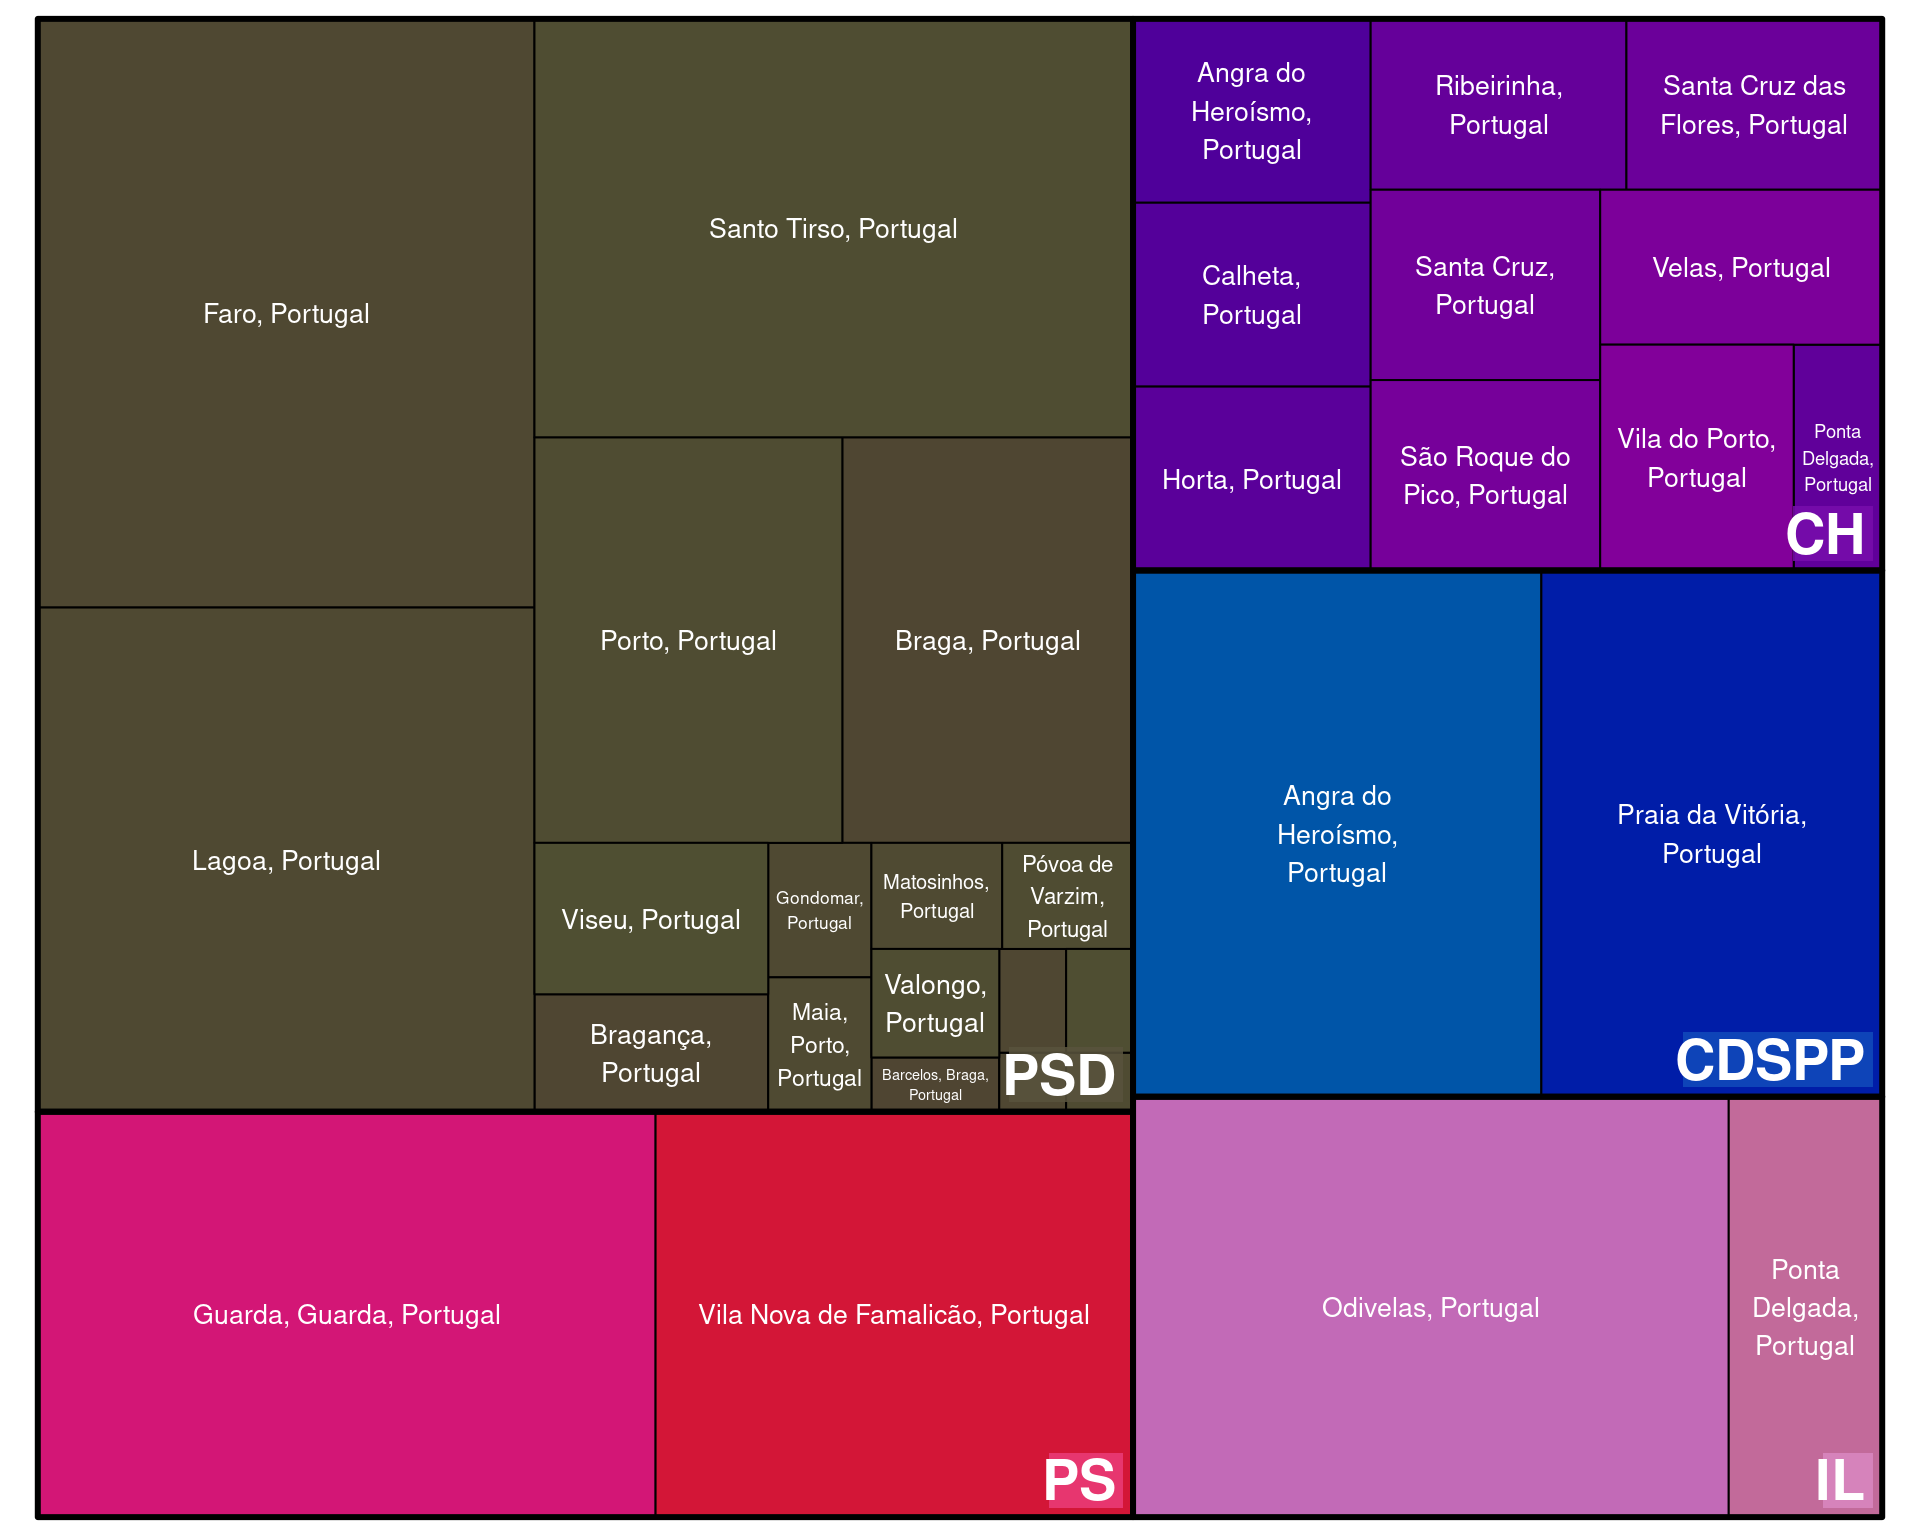 Faro, Portugal
Lagoa, Portugal
Santo Tirso, Portugal
Porto, Portugal
Braga, Portugal
Viseu, Portugal
Bragança,
Portugal
Gondomar,
Portugal
Maia,
Porto,
Portugal
Matosinhos,
Portugal
Póvoa de
Varzim,
Portugal
Valongo,
Portugal
Barcelos, Braga,
Portugal
PSD
Guarda, Guarda, Portugal
Vila Nova de Famalicão, Portugal
PS
Angra do
Heroísmo,
Portugal
Calheta,
Portugal
Horta, Portugal
Ribeirinha,
Portugal
Santa Cruz das
Flores, Portugal
Santa Cruz,
Portugal
São Roque do
Pico, Portugal
Velas, Portugal
Vila do Porto,
Portugal
Ponta
Delgada,
Portugal
CH
Angra do
Heroísmo,
Portugal
Praia da Vitória,
Portugal
CDSPP
Odivelas, Portugal
Ponta
Delgada,
Portugal
IL